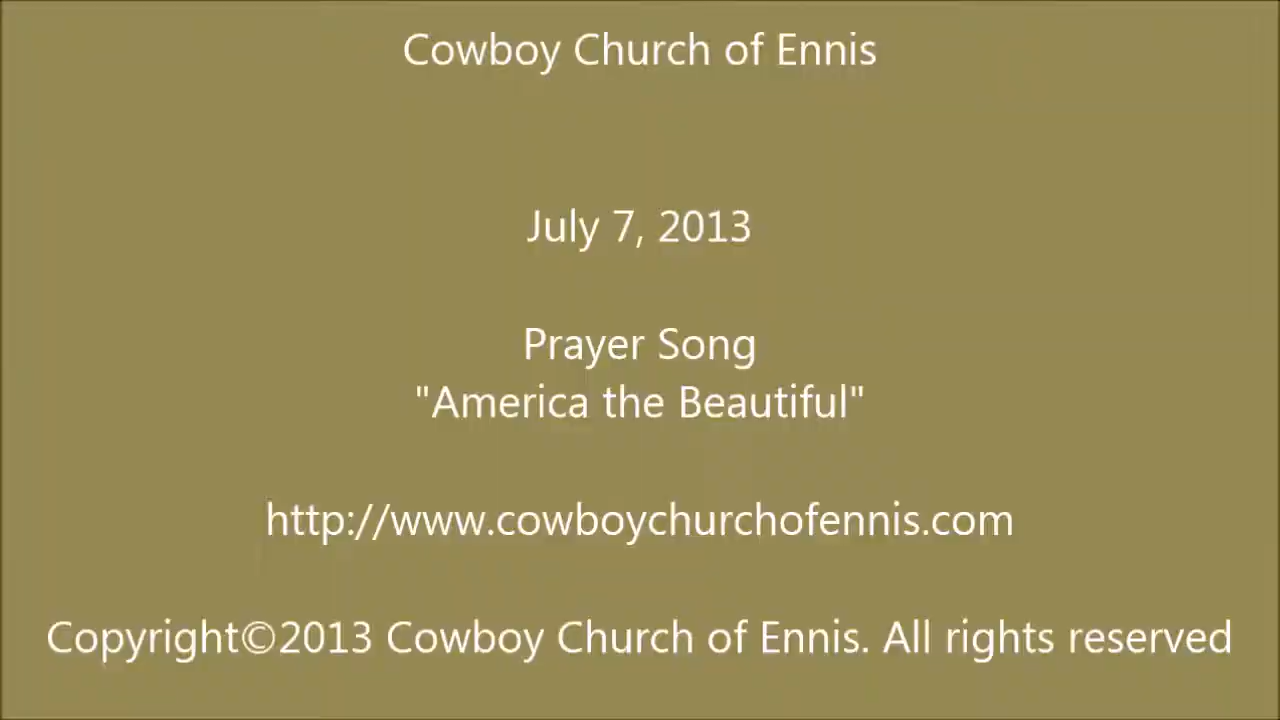 Cowboy Church of Ennis
July 7, 2013
Prayer Song
"America the Beautiful"
http://www.cowboychurchofennis.com
Copyright©2013 Cowboy Church of Ennis. All rights reserved